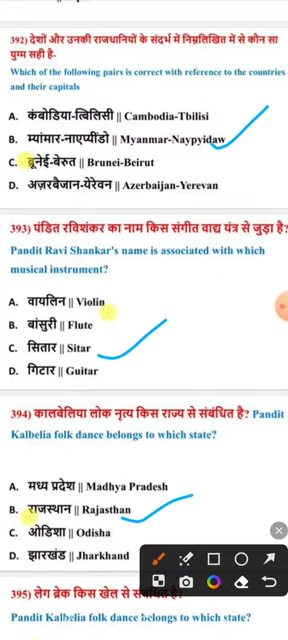 392) देशों और उनकी राजधानियों के संदर्भ में निम्नलिखित में से कौन सा
युग्म सही है-
Which of the following pairs is correct with reference to the countries
and their capitals
A. कंबोडिया-त्बिलिसी || Cambodia-Tbilisi
B. म्यांमार-नाएप्यीडो || Myanmar-Naypyidaw
C. ब्रूनेई-बेरुत || Brunei-Beirut
D. अज़रबैजान-येरेवन || Azerbaijan-Yerevan
393) पंडित रविशंकर का नाम किस संगीत वाद्य यंत्र से जुड़ा है?
Pandit Ravi Shankar's name is associated with which
musical instrument?
A. वायलिन || Violin
B. बांसुरी || Flute
C. सितार || Sitar
D. गिटार || Guitar
394) कालबेलिया लोक नृत्य किस राज्य से संबंधित है? Pandit
Kalbelia folk dance belongs to which state?
A. मध्य प्रदेश || Madhya Pradesh
B. राजस्थान || Rajasthan
C. ओडिशा || Odisha
D. झारखंड || Jharkhand
395) लेग ब्रेक किस खेल से संबंधित है?
Pandit Kalbelia folk dance belongs to which state?